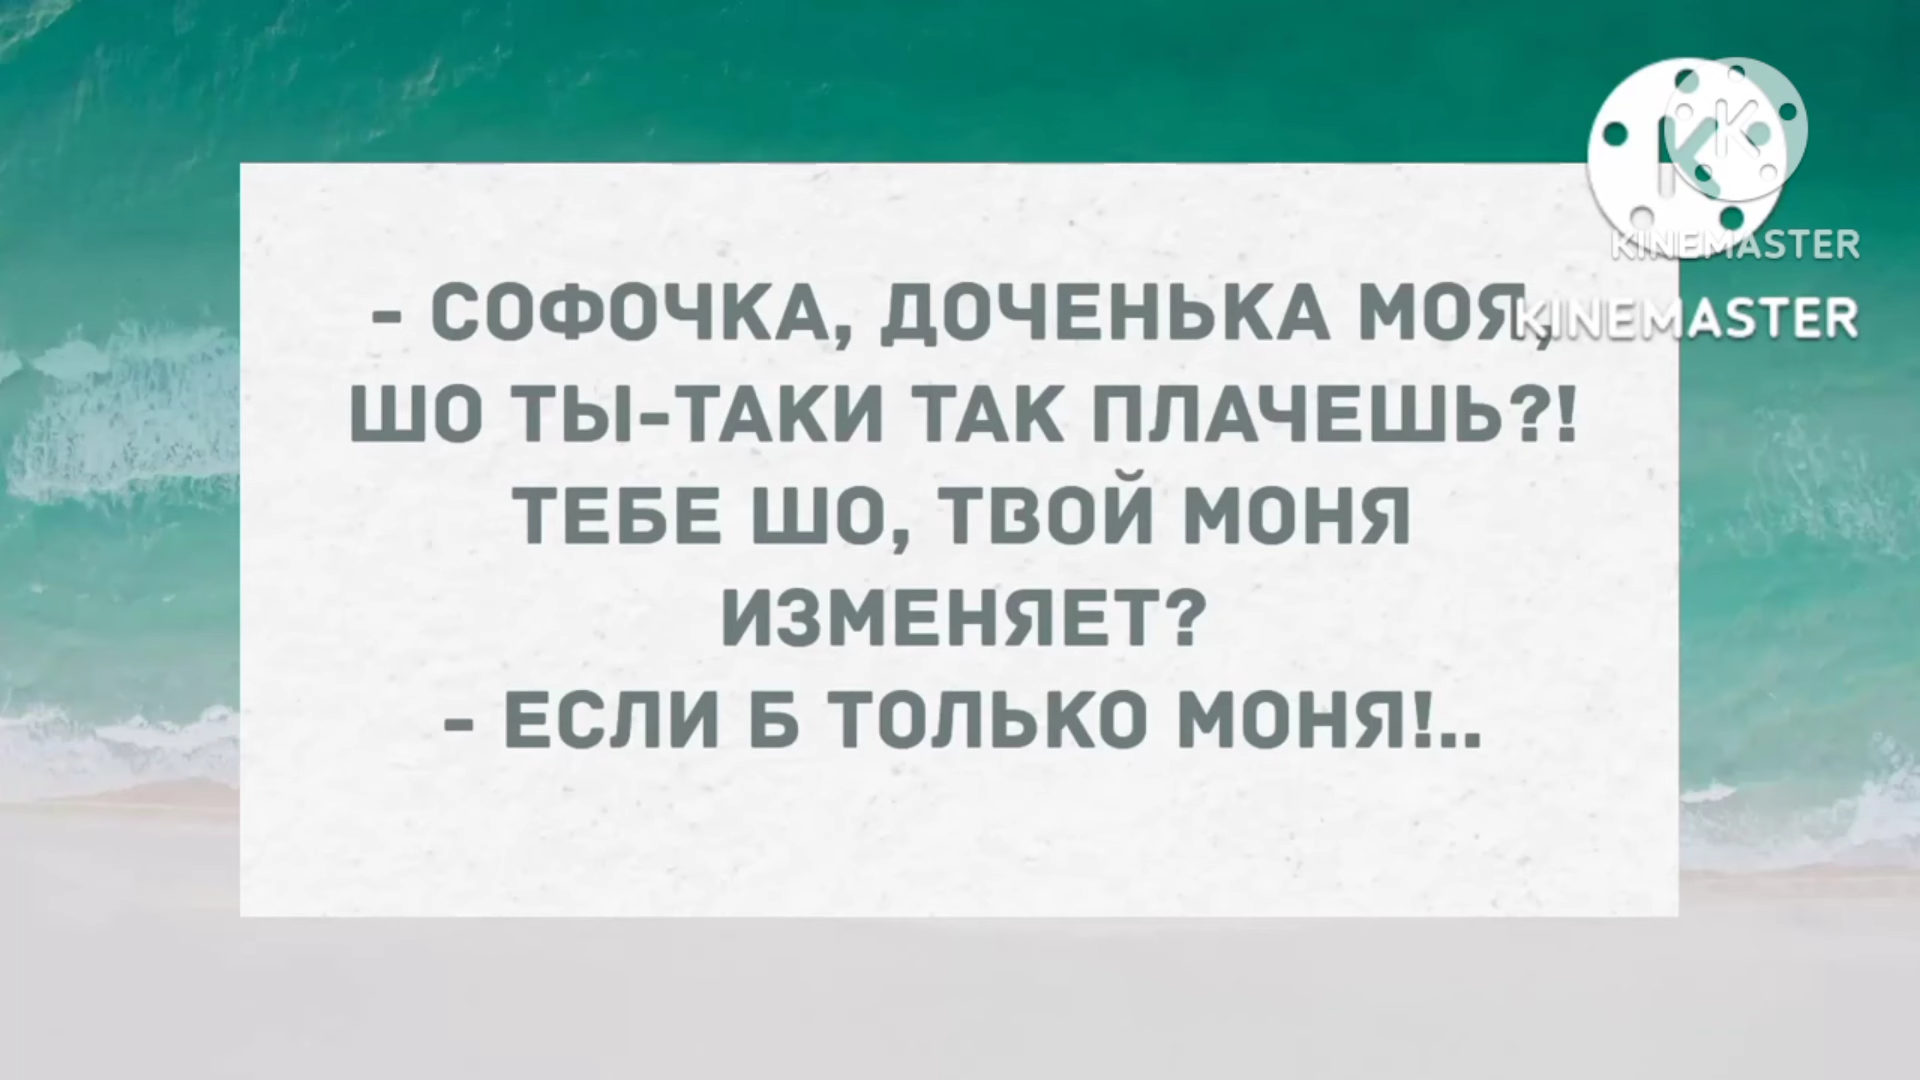 - СОФОЧКА, ДОЧЕНЬКА МОЯ,
ШО ТЫ-ТАКИ ТАК ПЛАЧЕШЬ?!
ТЕБЕ ШО, ТВОЙ МОНЯ
ИЗМЕНЯЕТ?
- ЕСЛИ Б ТОЛЬКО МОНЯ!..
K
K
KINEMASTER
KINEMASTER